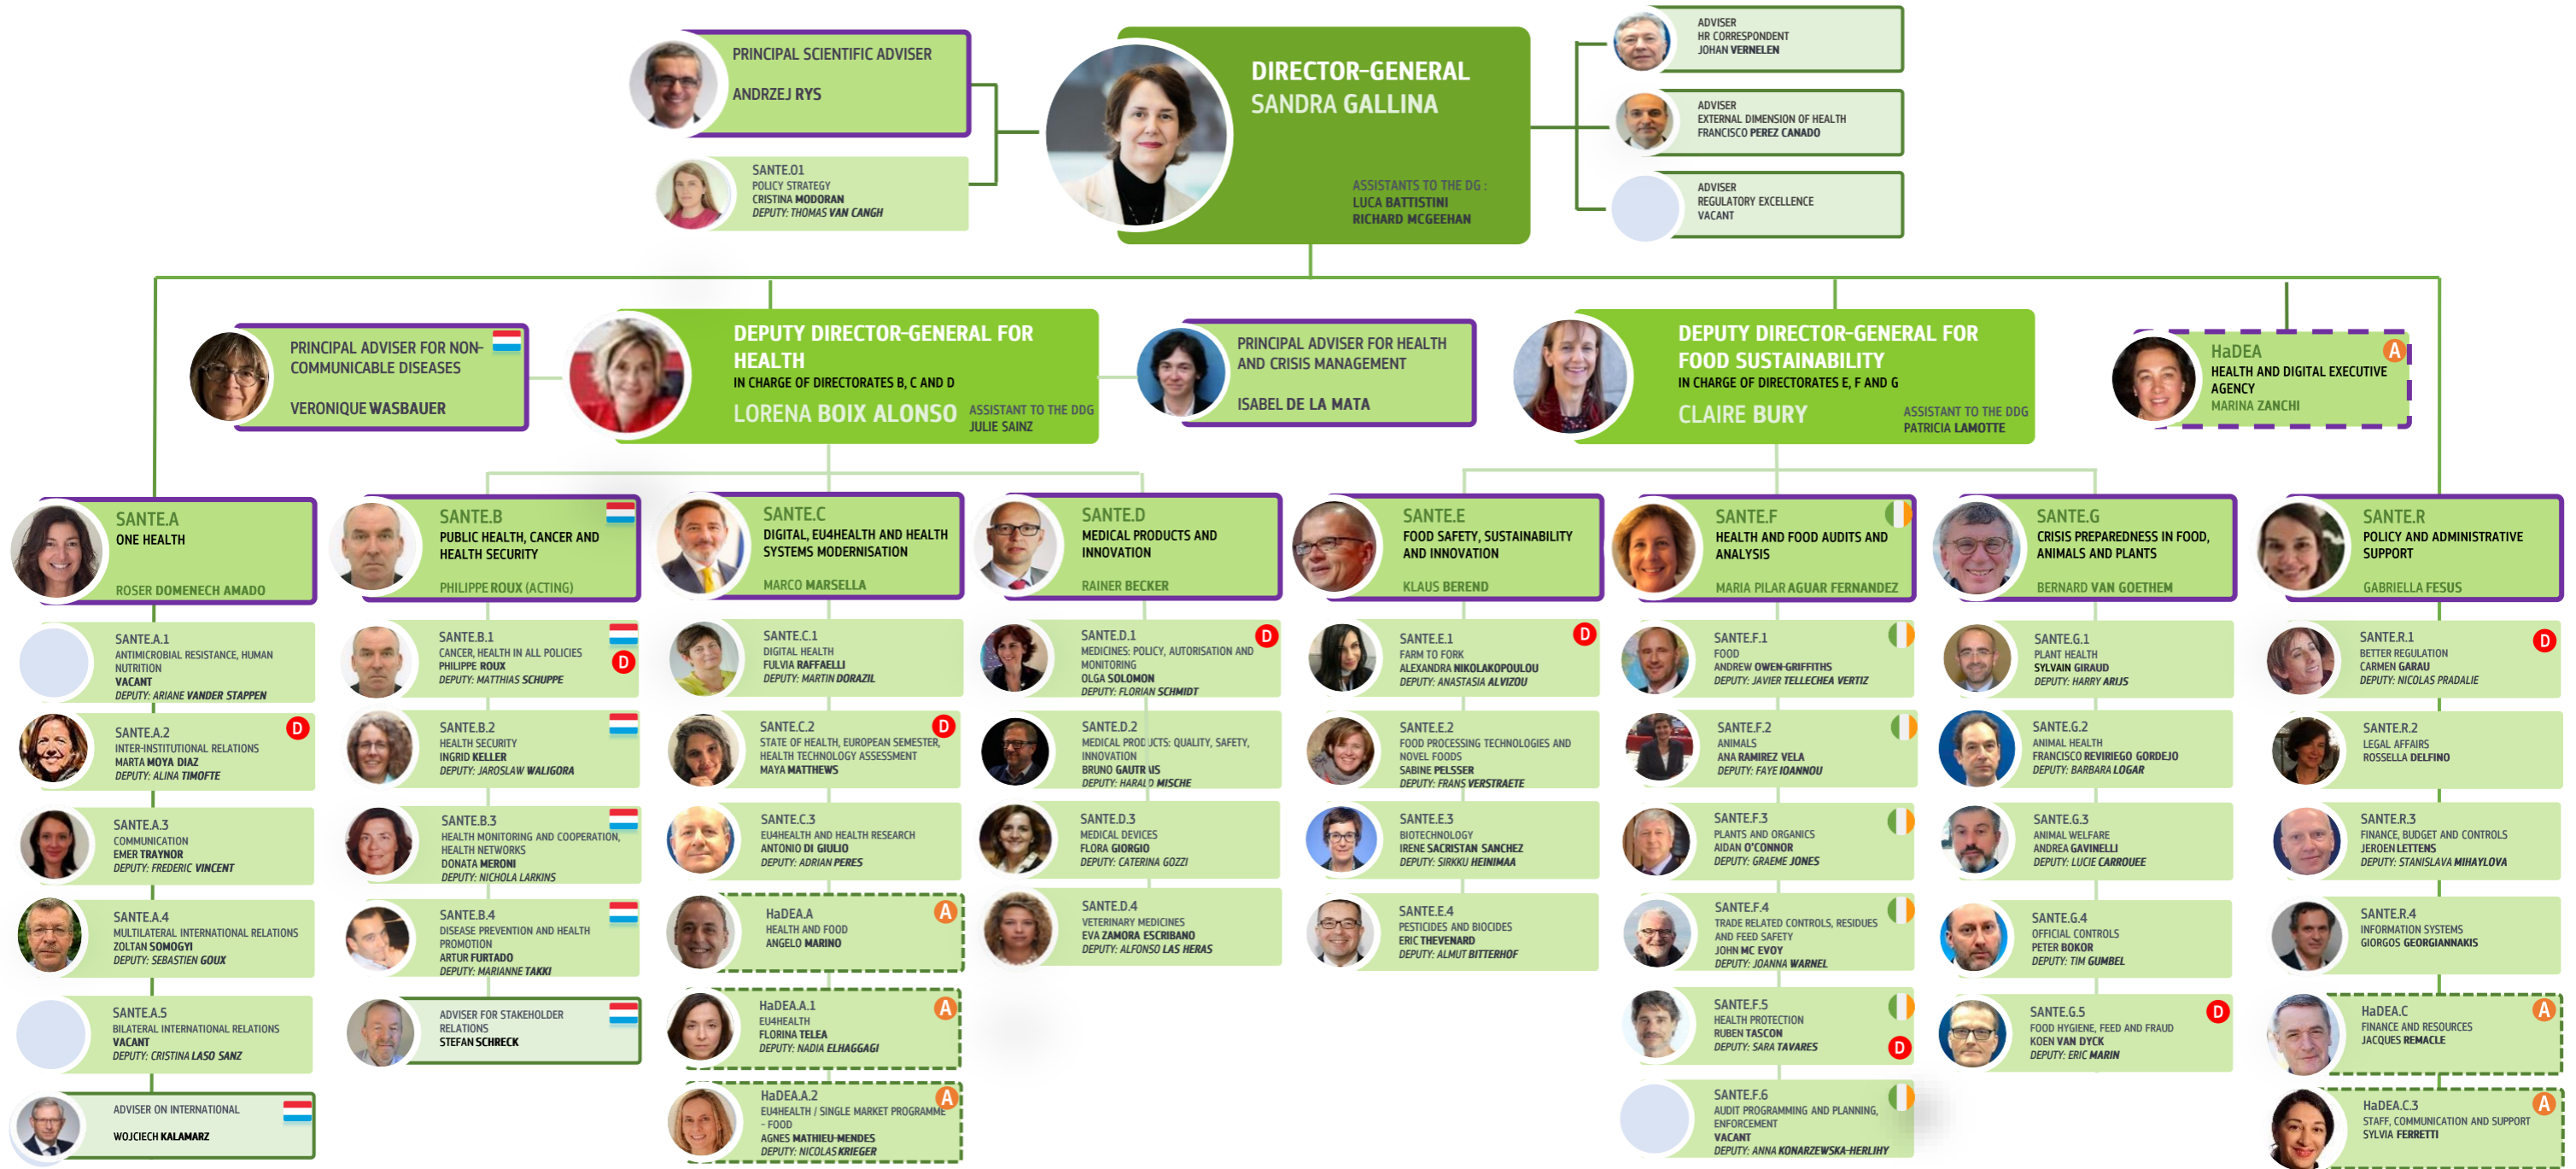 PRINCIPAL SCIENTIFIC ADVISER
ANDRZEJ RYS
SANTE.01
POLICY STRATEGY
CRISTINA MODORAN
DEPUTY: THOMAS VAN CANGH
DIRECTOR-GENERAL
SANDRA GALLINA
ASSISTANTS TO THE DG :
LUCA BATTISTINI
RICHARD MCGEEHAN
ADVISER
HR CORRESPONDENT
JOHAN VERNELEN
ADVISER
EXTERNAL DIMENSION OF HEALTH
FRANCISCO PEREZ CANADO
ADVISER
REGULATORY EXCELLENCE
VACANT
PRINCIPAL ADVISER FOR NON-
COMMUNICABLE DISEASES
VERONIQUE WASBAUER
DEPUTY DIRECTOR-GENERAL FOR
HEALTH
IN CHARGE OF DIRECTORATES B, C AND D
LORENA BOIX ALONSO
ASSISTANT TO THE DDG
JULIE SAINZ
PRINCIPAL ADVISER FOR HEALTH
AND CRISIS MANAGEMENT
ISABEL DE LA MATA
DEPUTY DIRECTOR-GENERAL FOR
FOOD SUSTAINABILITY
IN CHARGE OF DIRECTORATES E, F AND G
CLAIRE BURY
ASSISTANT TO THE DDG
PATRICIA LAMOTTE
HaDEA
A
HEALTH AND DIGITAL EXECUTIVE
AGENCY
MARINA ZANCHI
SANTE.A
ONE HEALTH
ROSER DOMENECH AMADO
SANTE.A.1
ANTIMICROBIAL RESISTANCE, HUMAN
NUTRITION
VACANT
DEPUTY: ARIANE VANDER STAPPEN
SANTE.A.2
D
INTER-INSTITUTIONAL RELATIONS
MARTA MOYA DIAZ
DEPUTY: ALINA TIMOFTE
SANTE.A.3
COMMUNICATION
EMER TRAYNOR
DEPUTY: FREDERIC VINCENT
SANTE.A.4
MULTILATERAL INTERNATIONAL RELATIONS
ZOLTAN SOMOGYI
DEPUTY: SEBASTIEN GOUX
SANTE.A.5
BILATERAL INTERNATIONAL RELATIONS
VACANT
DEPUTY: CRISTINA LASO SANZ
ADVISER ON INTERNATIONAL
WOJCIECH KALAMARZ
SANTE.B
PUBLIC HEALTH, CANCER AND
HEALTH SECURITY
PHILIPPE ROUX (ACTING)
SANTE.B.1
CANCER, HEALTH IN ALL POLICIES
PHILIPPE ROUX
D
DEPUTY: MATTHIAS SCHUPPE
SANTE.B.2
HEALTH SECURITY
INGRID KELLER
DEPUTY: JAROSLAW WALIGORA
SANTE.B.3
HEALTH MONITORING AND COOPERATION,
HEALTH NETWORKS
DONATA MERONI
DEPUTY: NICHOLA LARKINS
SANTE.B.4
DISEASE PREVENTION AND HEALTH
PROMOTION
ARTUR FURTADO
DEPUTY: MARIANNE TAKKI
ADVISER FOR STAKEHOLDER
RELATIONS
STEFAN SCHRECK
SANTE.C
DIGITAL, EU4HEALTH AND HEALTH
SYSTEMS MODERNISATION
MARCO MARSELLA
SANTE.C.1
DIGITAL HEALTH
FULVIA RAFFAELLI
DEPUTY: MARTIN DORAZIL
SANTE.C.2
D
STATE OF HEALTH, EUROPEAN SEMESTER,
HEALTH TECHNOLOGY ASSESSMENT
MAYA MATTHEWS
SANTE.C.3
EU4HEALTH AND HEALTH RESEARCH
ANTONIO DI GIULIO
DEPUTY: ADRIAN PERES
HaDEA.A
A
HEALTH AND FOOD
ANGELO MARINO
HaDEA.A.1
A
EU4HEALTH
FLORINA TELEA
DEPUTY: NADIA ELHAGGAGI
HaDEA.A.2
A
EU4HEALTH / SINGLE MARKET PROGRAMME
- FOOD
AGNES MATHIEU-MENDES
DEPUTY: NICOLAS KRIEGER
SANTE.D
MEDICAL PRODUCTS AND
INNOVATION
RAINER BECKER
SANTE.D.1
D
MEDICINES: POLICY, AUTORISATION AND
MONITORING
OLGA SOLOMON
DEPUTY: FLORIAN SCHMIDT
SANTE.D.2
MEDICAL PRODUCTS: QUALITY, SAFETY,
INNOVATION
BRUNO GAUTRAIS
DEPUTY: HARALD MISCHE
SANTE.D.3
MEDICAL DEVICES
FLORA GIORGIO
DEPUTY: CATERINA GOZZI
SANTE.D.4
VETERINARY MEDICINES
EVA ZAMORA ESCRIBANO
DEPUTY: ALFONSO LAS HERAS
SANTE.E
FOOD SAFETY, SUSTAINABILITY
AND INNOVATION
KLAUS BEREND
SANTE.E.1
D
FARM TO FORK
ALEXANDRA NIKOLAKOPOULOU
DEPUTY: ANASTASIA ALVIZOU
SANTE.E.2
FOOD PROCESSING TECHNOLOGIES AND
NOVEL FOODS
SABINE PELSSER
DEPUTY: FRANS VERSTRAETE
SANTE.E.3
BIOTECHNOLOGY
IRENE SACRISTAN SANCHEZ
DEPUTY: SIRKKU HEINIMAA
SANTE.E.4
PESTICIDES AND BIOCIDES
ERIC THEVENARD
DEPUTY: ALMUT BITTERHOF
SANTE.F
HEALTH AND FOOD AUDITS AND
ANALYSIS
MARIA PILAR AGUAR FERNANDEZ
SANTE.F.1
FOOD
ANDREW OWEN-GRIFFITHS
DEPUTY: JAVIER TELLECHEA VERTIZ
SANTE.F.2
ANIMALS
ANA RAMIREZ VELA
DEPUTY: FAYE IOANNOU
SANTE.F.3
PLANTS AND ORGANICS
AIDAN O'CONNOR
DEPUTY: GRAEME JONES
SANTE.F.4
TRADE RELATED CONTROLS, RESIDUES
AND FEED SAFETY
JOHN MC EVOY
DEPUTY: JOANNA WARNEL
SANTE.F.5
HEALTH PROTECTION
RUBEN TASCON
DEPUTY: SARA TAVARES
D
SANTE.F.6
AUDIT PROGRAMMING AND PLANNING,
ENFORCEMENT
VACANT
DEPUTY: ANNA KONARZEWSKA-HERLIHY
SANTE.G
CRISIS PREPAREDNESS IN FOOD,
ANIMALS AND PLANTS
BERNARD VAN GOETHEM
SANTE.G.1
PLANT HEALTH
SYLVAIN GIRAUD
DEPUTY: HARRY ARIJS
SANTE.G.2
ANIMAL HEALTH
FRANCISCO REVIRIEGO GORDEJO
DEPUTY: BARBARA LOGAR
SANTE.G.3
ANIMAL WELFARE
ANDREA GAVINELLI
DEPUTY: LUCIE CARROUEE
SANTE.G.4
OFFICIAL CONTROLS
PETER BOKOR
DEPUTY: TIM GUMBEL
SANTE.G.5
D
FOOD HYGIENE, FEED AND FRAUD
KOEN VAN DYCK
DEPUTY: ERIC MARIN
SANTE.R
POLICY AND ADMINISTRATIVE
SUPPORT
GABRIELLA FESUS
SANTE.R.1
D
BETTER REGULATION
CARMEN GARAU
DEPUTY: NICOLAS PRADALIE
SANTE.R.2
LEGAL AFFAIRS
ROSSELLA DELFINO
SANTE.R.3
FINANCE, BUDGET AND CONTROLS
JEROEN LETTENS
DEPUTY: STANISLAVA MIHAYLOVA
SANTE.R.4
INFORMATION SYSTEMS
GIORGOS GEORGIANNAKIS
HaDEA.C
A
FINANCE AND RESOURCES
JACQUES REMACLE
HaDEA.C.3
A
STAFF, COMMUNICATION AND SUPPORT
SYLVIA FERRETTI